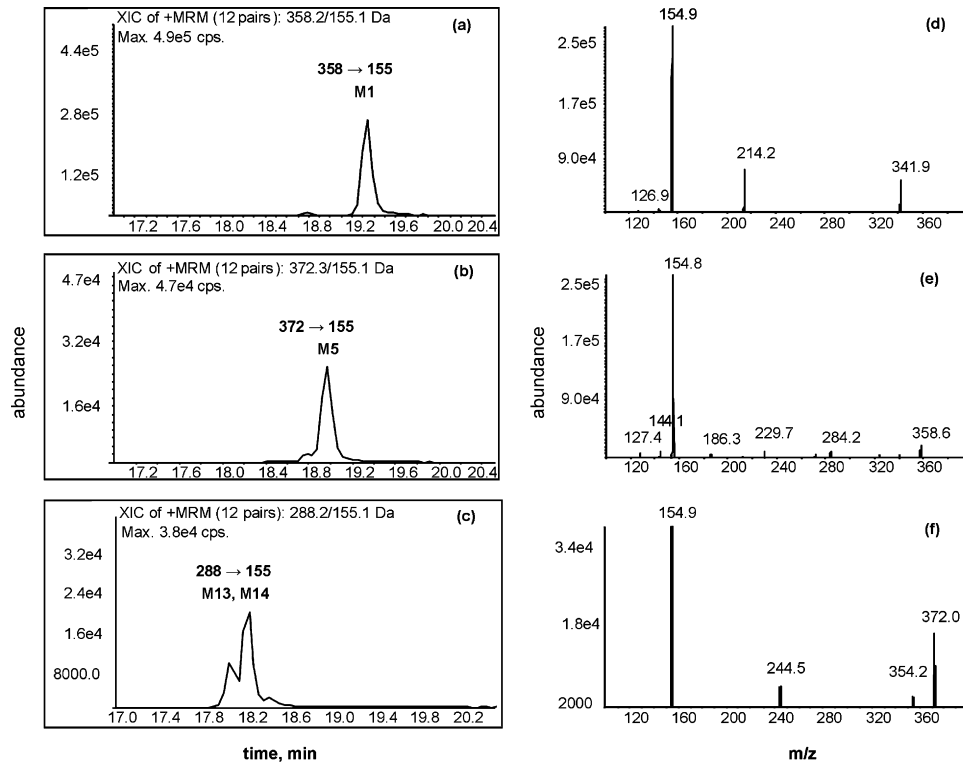 XIC of +MRM (12 pairs): 358.2/155.1 Da
Max. 4.9e5 cps.
(a)
358 → 155
M1
4.4e5
2.8e5
1.2e5
17.2 17.6 18.0 18.4 18.8 19.2 19.6 20.0 20.4
154.9
(d)
2.5e5
1.7e5
9.0e4
126.9
214.2
341.9
120 160 200 240 280 320 360
XIC of +MRM (12 pairs): 372.3/155.1 Da
Max. 4.7e4 cps.
(b)
372 → 155
M5
4.7e4
3.2e4
1.6e4
17.2 17.6 18.0 18.4 18.8 19.2 19.6 20.0 20.4
abundance
154.8
(e)
2.5e5
1.7e5
9.0e4
127.4
144.1
186.3
229.7
284.2
358.6
120 160 200 240 280 320 360
abundance
XIC of +MRM (12 pairs): 288.2/155.1 Da
Max. 3.8e4 cps.
(c)
288 → 155
M13, M14
3.2e4
2.4e4
1.6e4
8000.0
17.0 17.4 17.8 18.2 18.6 19.0 19.4 20.4 20.2
time, min
154.9
(f)
3.4e4
1.8e4
2000
244.5
354.2
372.0
120 160 200 240 280 320 360
m/z